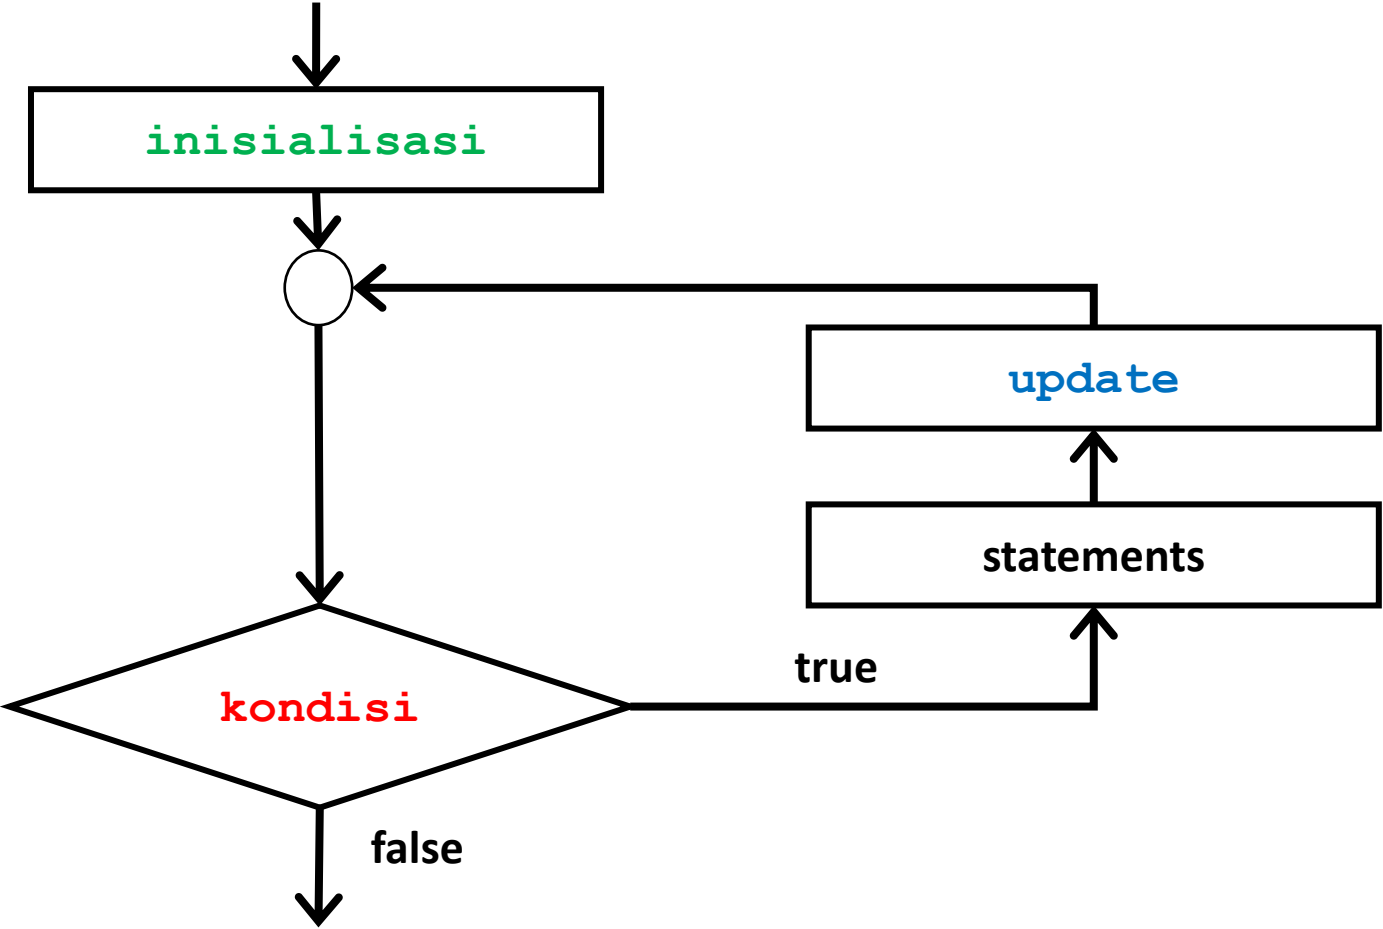 inisialisasi
update
statements
true
kondisi
false